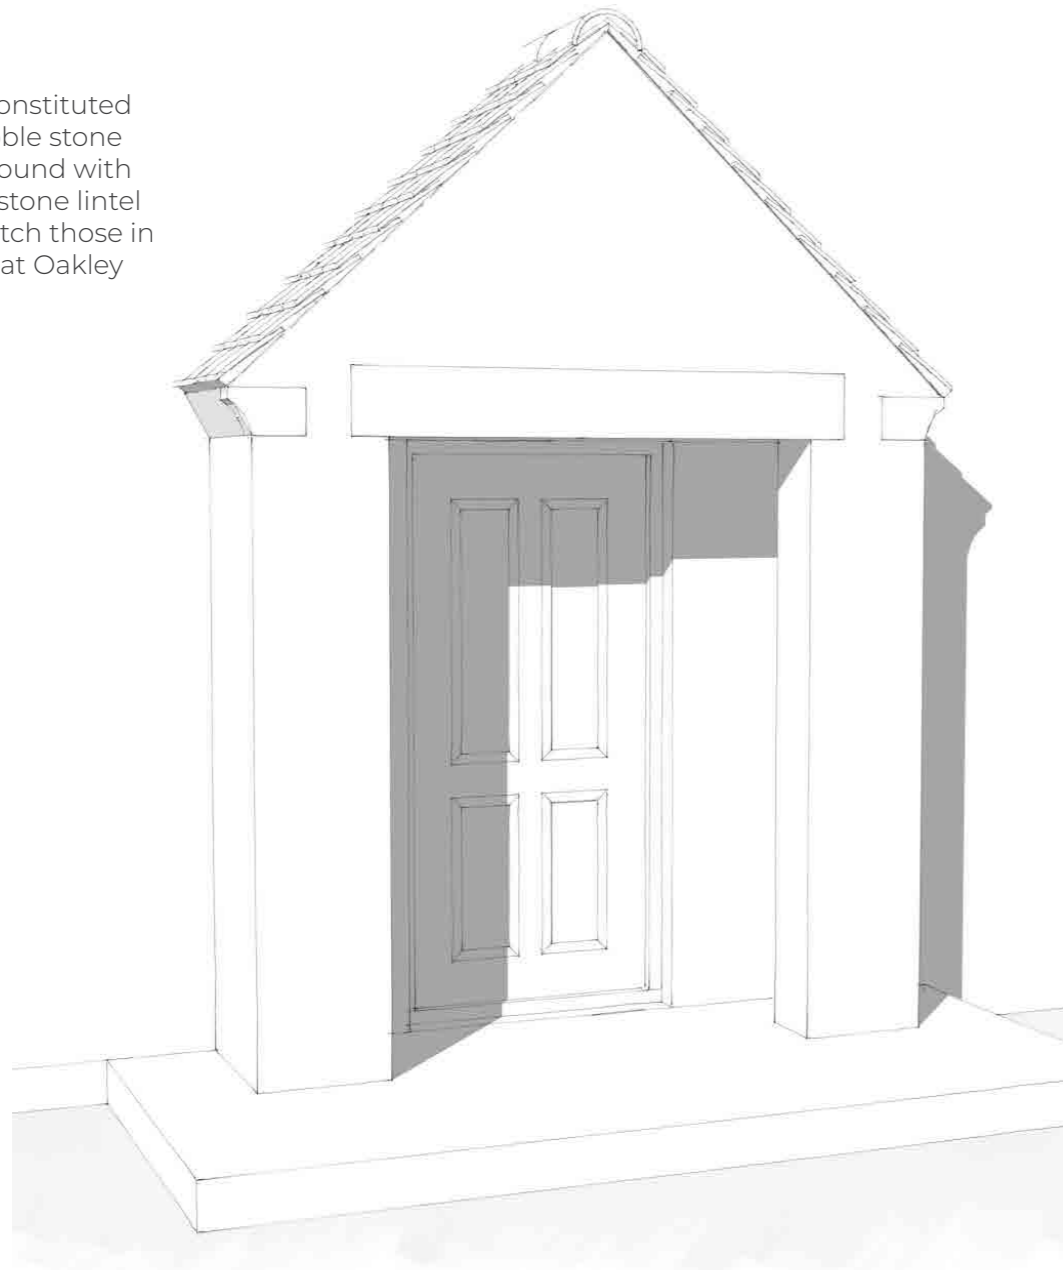 onstituted
ble stone
ound with
stone lintel
tch those in
at Oakley